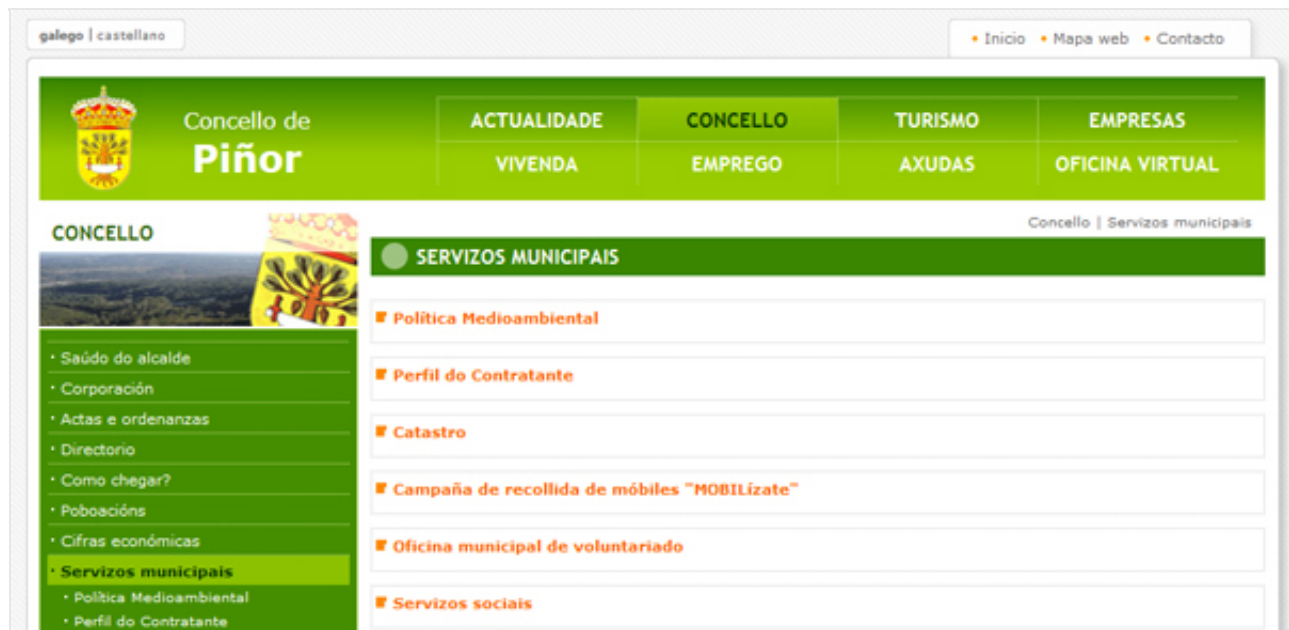 galego | castellano
• Inicio • Mapa web • Contacto
Concello de
Piñor
ACTUALIDADE CONCELLO TURISMO EMPRESAS
VIVENDA EMPREGO AXUDAS OFICINA VIRTUAL
CONCELLO
Concello | Servizos municipais
SERVIZOS MUNICIPAIS
Política Medioambiental
Perfil do Contratante
Catastro
Campaña de recollida de móbiles "MOBILízate"
Oficina municipal de voluntariado
Servizos sociais
· Saúdo do alcalde
· Corporación
· Actas e ordenanzas
· Directorio
· Como chegar?
· Poboacións
· Cifras económicas
· Servizos municipais
· Política Medioambiental
· Perfil do Contratante